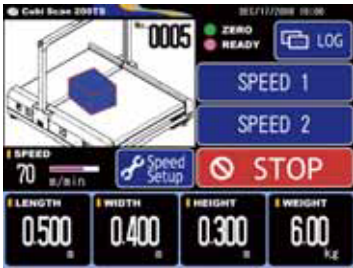 Cubi Scan 200TS
DEC/17/2008 10:00
No. 0005
ZERO
READY
LOG
SPEED 1
SPEED 2
SPEED
70 m/min
Speed Setup
STOP
LENGTH
0.500 m
WIDTH
0.400 m
HEIGHT
0.300 m
WEIGHT
6.00 kg